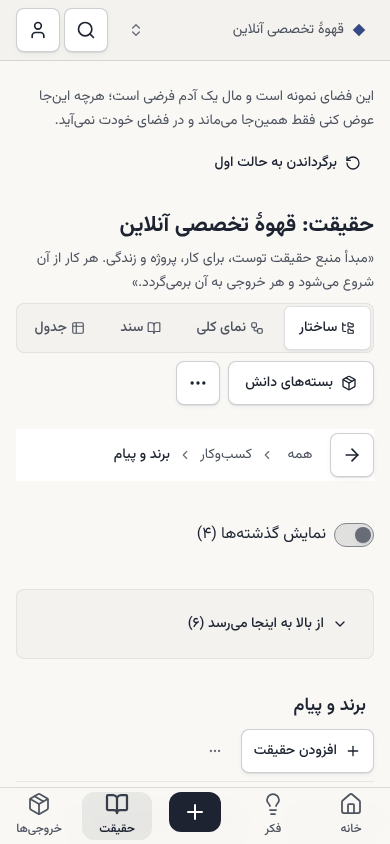 قهوهٔ تخصصی آنلاین
این فضای نمونه است و مال یک آدم فرضی است؛ هرچه این‌جا
عوض کنی فقط همین‌جا می‌ماند و در فضای خودت نمی‌آید.
برگرداندن به حالت اول
حقیقت: قهوهٔ تخصصی آنلاین
«مبدأ منبع حقیقت توست، برای کار، پروژه و زندگی. هر کار از آن
شروع می‌شود و هر خروجی به آن برمی‌گردد.»
ساختار نمای کلی سند جدول
بسته‌های دانش
همه کسب‌وکار برند و پیام
نمایش گذشته‌ها (۴)
از بالا به اینجا می‌رسد (۶)
برند و پیام
افزودن حقیقت
خانه فکر حقیقت خروجی‌ها